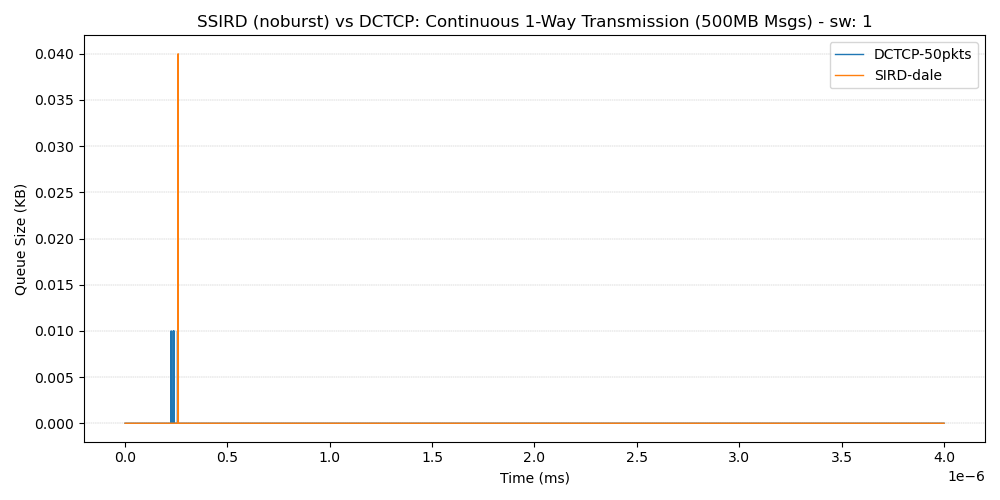 SSIRD (noburst) vs DCTCP: Continuous 1-Way Transmission (500MB Msgs) - sw: 1
DCTCP-50pkts
SIRD-dale
Queue Size (KB)
0.040
0.035
0.030
0.025
0.020
0.015
0.010
0.005
0.000
0.0 0.5 1.0 1.5 2.0 2.5 3.0 3.5 4.0
1e−6
Time (ms)